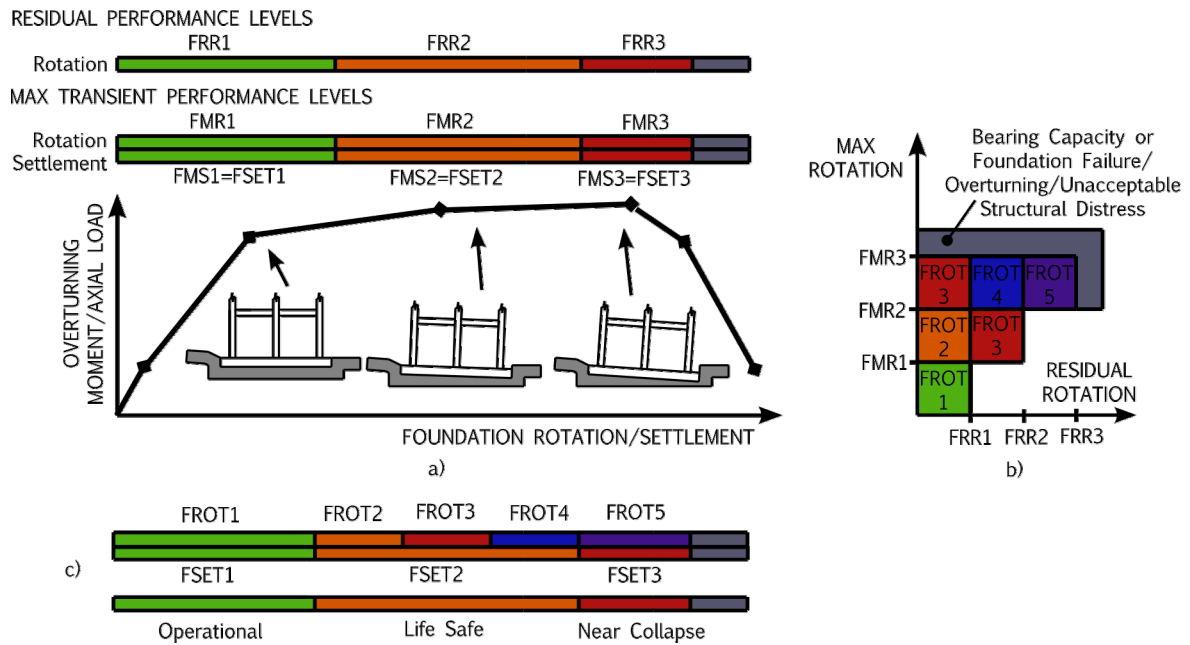 RESIDUAL PERFORMANCE LEVELS
FRR1 FRR2 FRR3
Rotation
MAX TRANSIENT PERFORMANCE LEVELS
FMR1 FMR2 FMR3
Rotation
Settlement
FMS1=FSET1 FMS2=FSET2 FMS3=FSET3
OVERTURNING
MOMENT/AXIAL LOAD
FOUNDATION ROTATION/SETTLEMENT
a)
MAX
ROTATION
Bearing Capacity or
Foundation Failure/
Overturning/Unacceptable
Structural Distress
FMR3
FROT
3
FROT
4
FROT
5
FMR2
FROT
2
FROT
3
FMR1
FROT
1
RESIDUAL
ROTATION
FRR1 FRR2 FRR3
b)
FROT1 FROT2 FROT3 FROT4 FROT5
c)
FSET1 FSET2 FSET3
Operational Life Safe Near Collapse